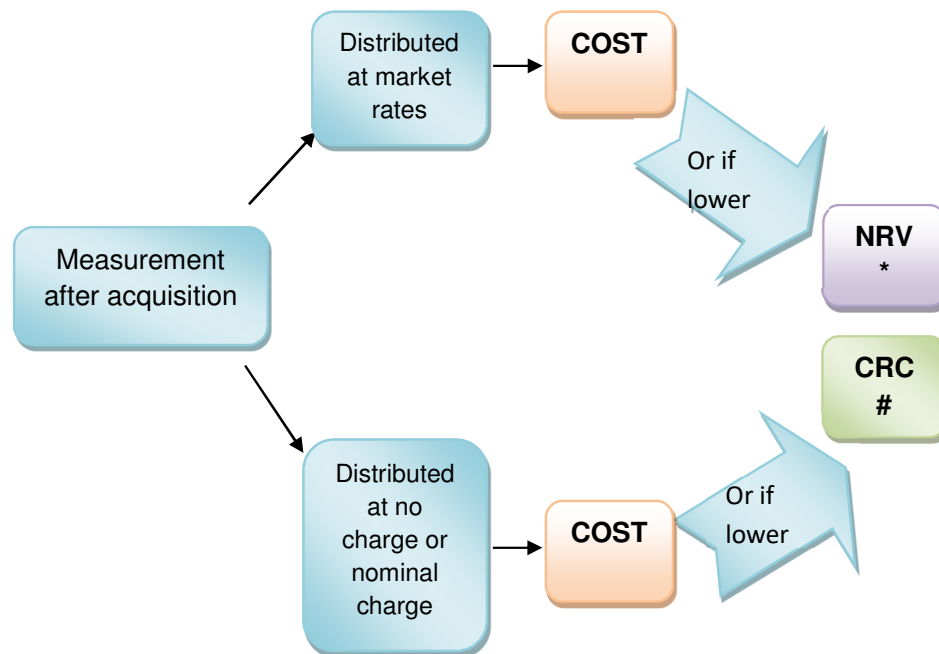 Distributed
at market
rates
COST
Or if
lower
NRV
*
Measurement
after acquisition
CRC
#
Distributed
at no
charge or
nominal
charge
COST
Or if
lower